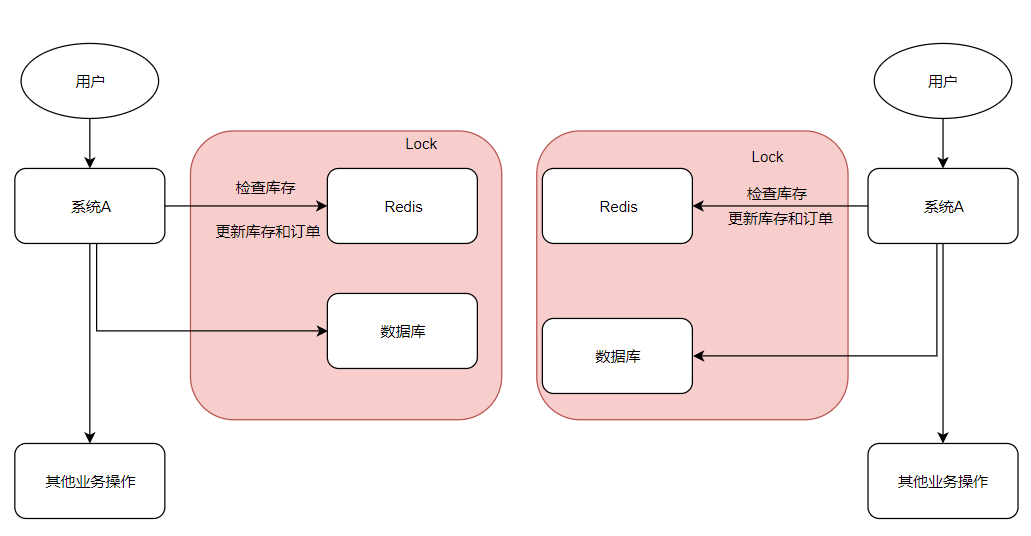 用户
用户
Lock
Lock
检查库存
检查库存
系统A
Redis
Redis
系统A
更新库存和订单
更新库存和订单
数据库
数据库
其他业务操作
其他业务操作